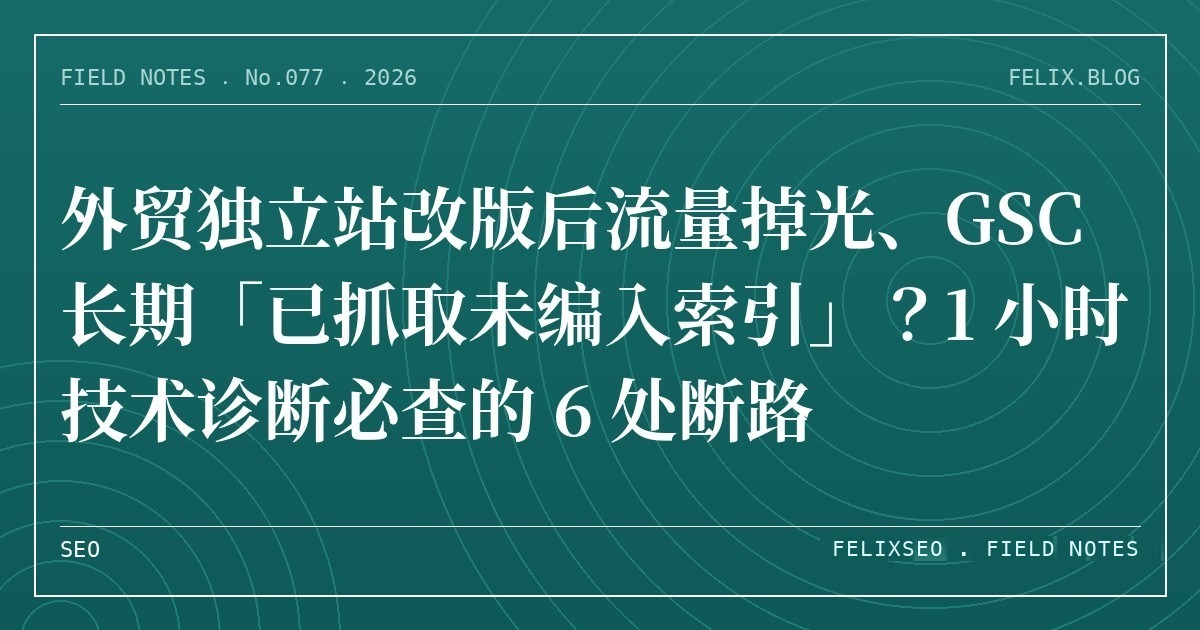 FIELD NOTES . No.077 . 2026
FELIX.BLOG
外贸独立站改版后流量掉光、GSC
长期「已抓取未编入索引」？1 小时
技术诊断必查的 6 处断路
SEO
FELIXSEO . FIELD NOTES